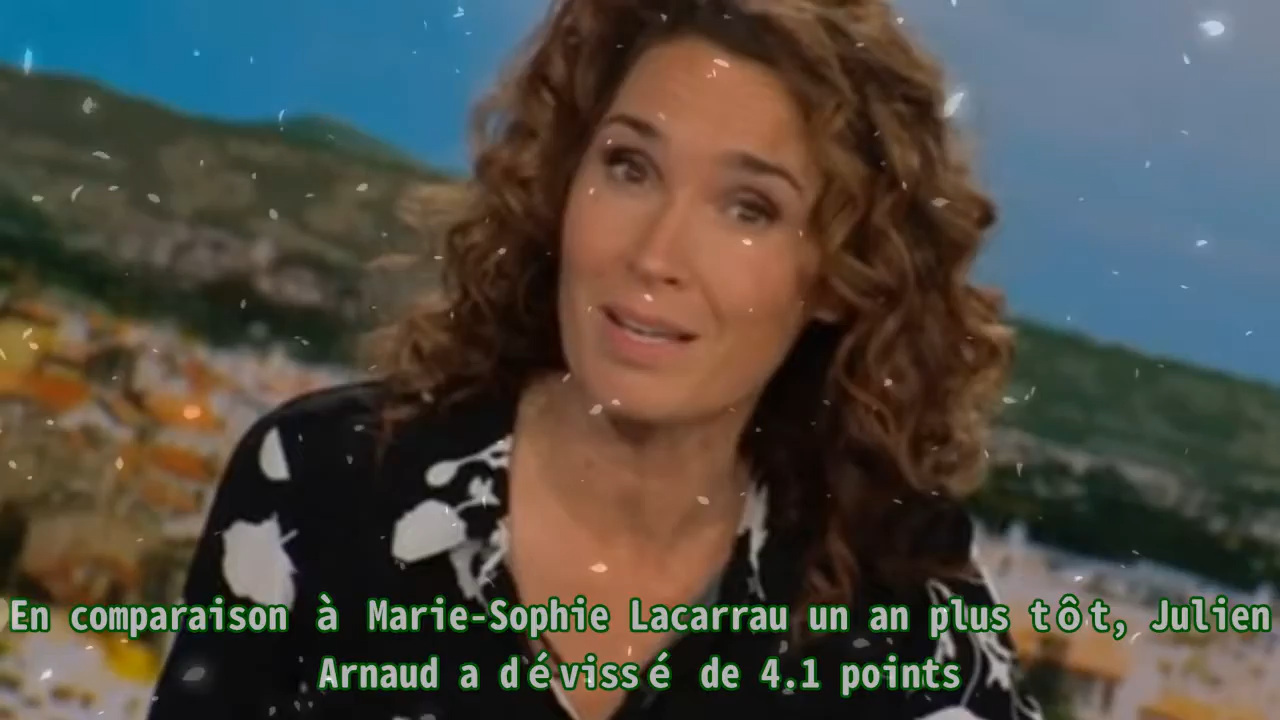 En comparaison à Marie-Sophie Lacarrau un an plus tôt, Julien
Arnaud a dévissé de 4.1 points